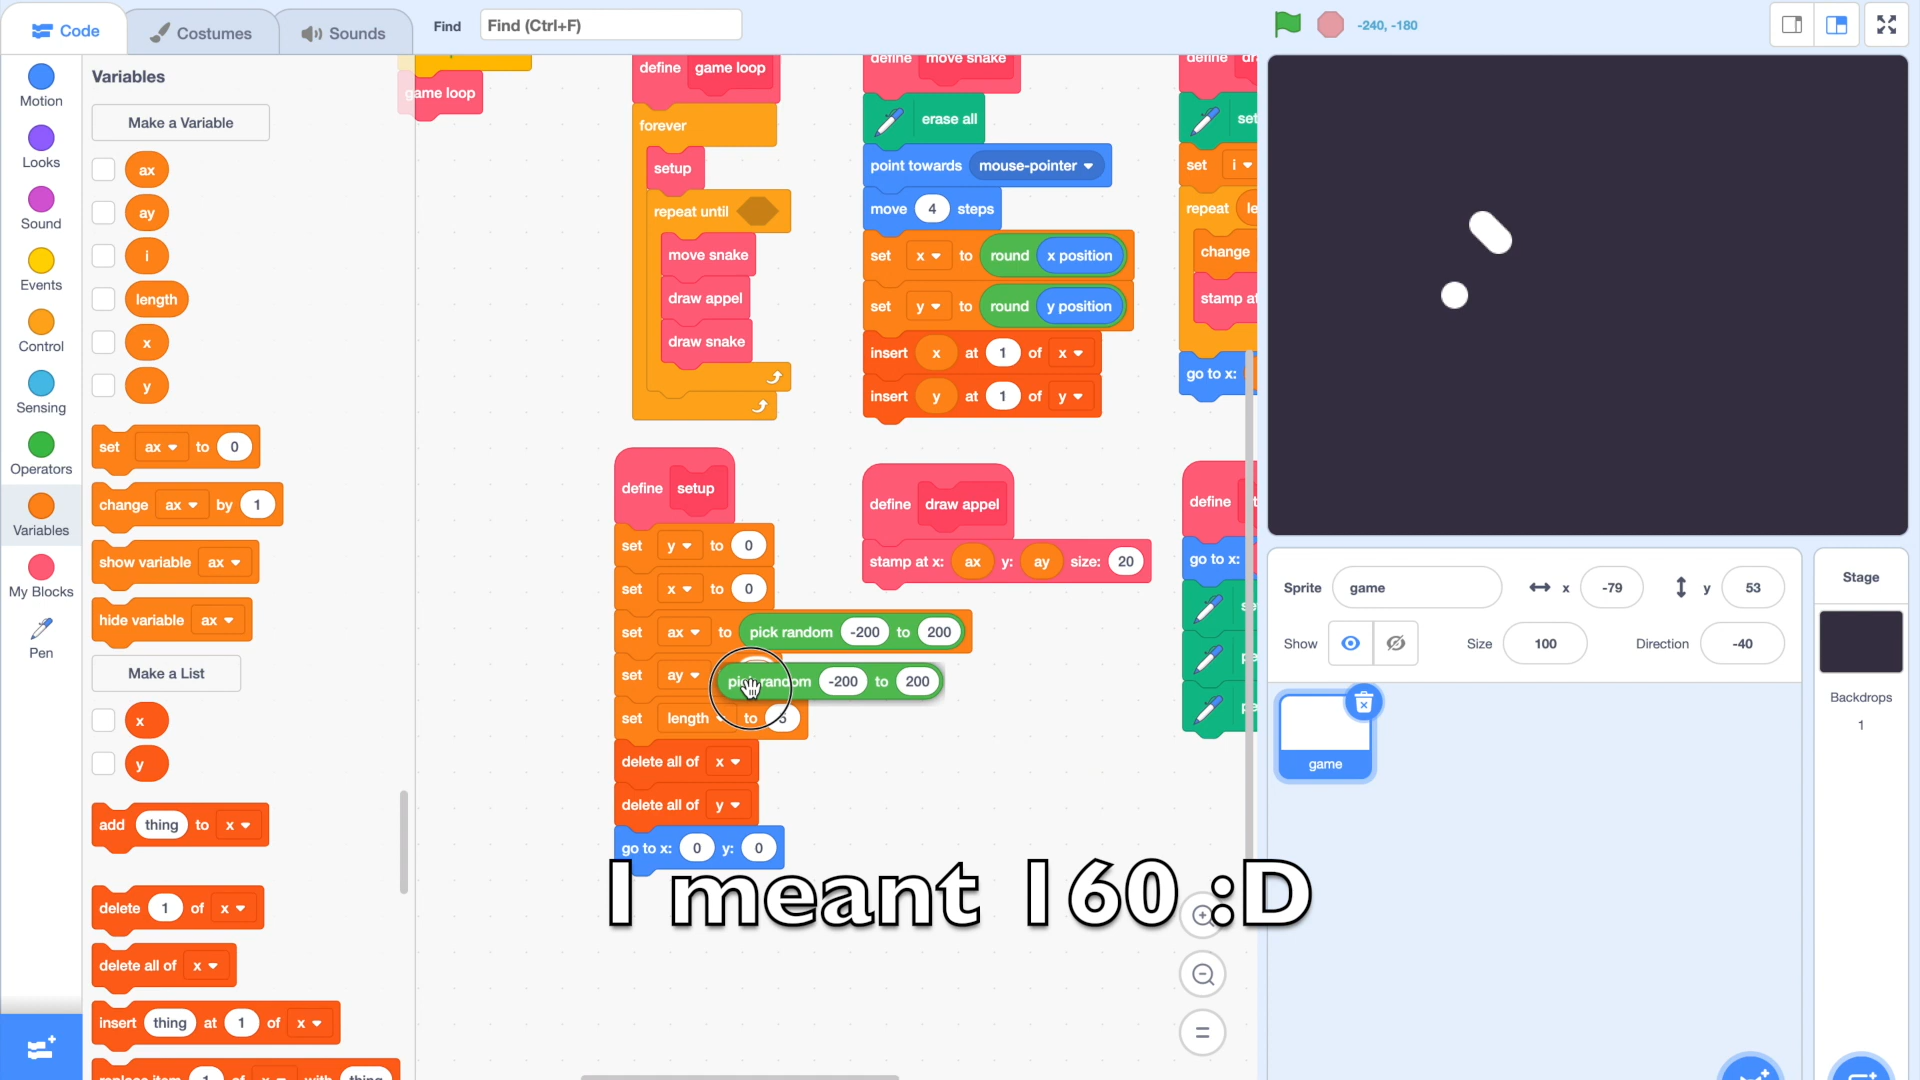 Code
Costumes
Sounds
Find
Find (Ctrl+F)
-240, -180
Motion
Looks
Sound
Events
Control
Sensing
Operators
Variables
My Blocks
Pen
Variables
Make a Variable
ax
ay
i
length
x
y
set ax to 0
change ax by 1
show variable ax
hide variable ax
Make a List
x
y
add thing to x
delete 1 of x
delete all of x
insert thing at 1 of x
replace item 1 of x with thing
game loop
define game loop
forever
setup
repeat until
move snake
draw appel
draw snake
define move snake
erase all
point towards mouse-pointer
move 4 steps
set x to round x position
set y to round y position
insert x at 1 of x
insert y at 1 of y
set i
repeat
change
go to x:
define setup
set y to 0
set x to 0
set ax to pick random -200 to 200
set ay pick random -200 to 200
set length to 5
delete all of x
delete all of y
go to x: 0 y: 0
define draw appel
stamp at x: ax y: ay size: 20
define
go to x:
I meant 160 :D
Sprite game x -79 y 53
Show Size 100 Direction -40
game
Stage
Backdrops
1